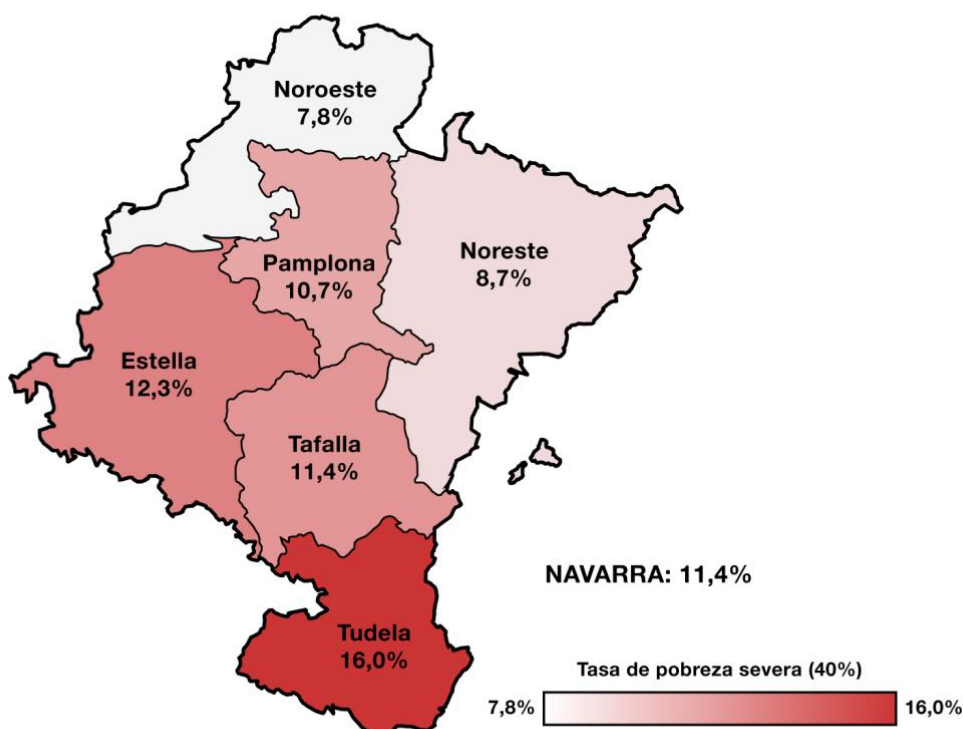 Noroeste
7,8%
Pamplona
10,7%
Noreste
8,7%
Estella
12,3%
Tafalla
11,4%
NAVARRA: 11,4%
Tudela
16,0%
Tasa de pobreza severa (40%)
7,8%
16,0%